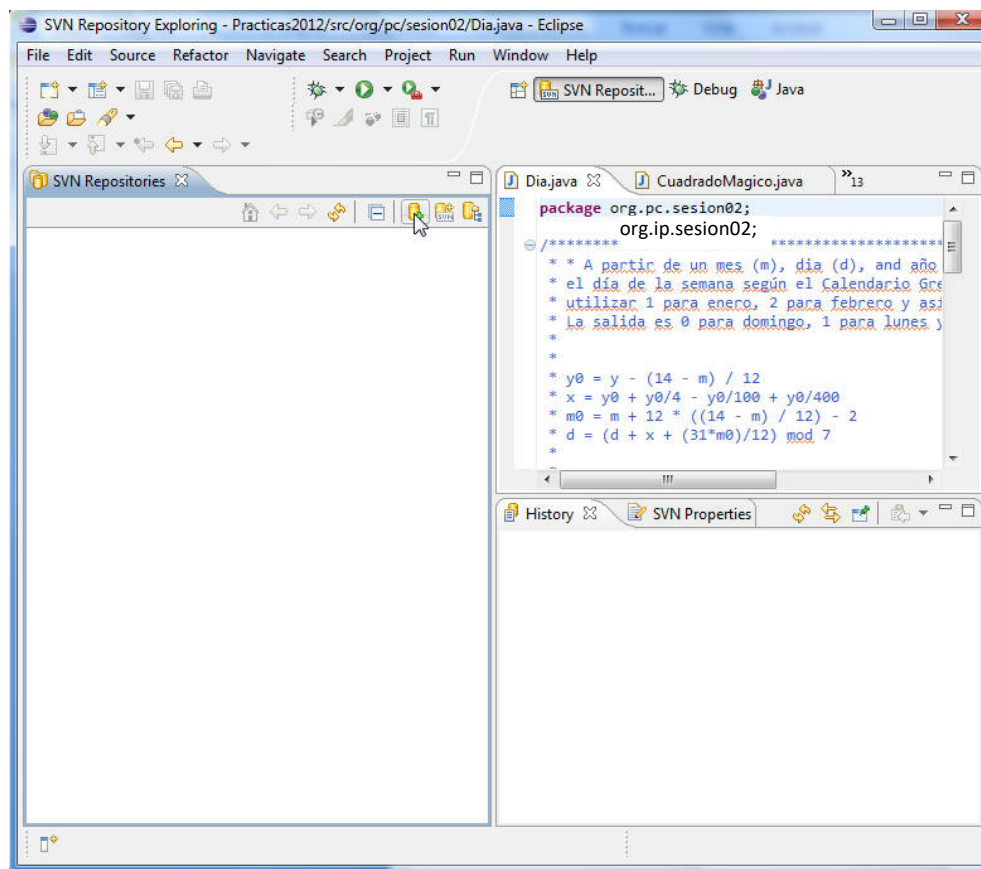 SVN Repository Exploring - Practicas2012/src/org/pc/sesion02/Dia.java - Eclipse
File Edit Source Refactor Navigate Search Project Run Window Help
SVN Reposit... Debug Java
SVN Repositories
Dia.java CuadradoMagico.java »13
package org.pc.sesion02;
org.ip.sesion02;
/******** *********************
* * A partir de un mes (m), dia (d), and año
* el día de la semana según el Calendario Gre
* utilizar 1 para enero, 2 para febrero y así
* La salida es 0 para domingo, 1 para lunes y
*
*
* y0 = y - (14 - m) / 12
* x = y0 + y0/4 - y0/100 + y0/400
* m0 = m + 12 * ((14 - m) / 12) - 2
* d = (d + x + (31*m0)/12) mod 7
*
History SVN Properties